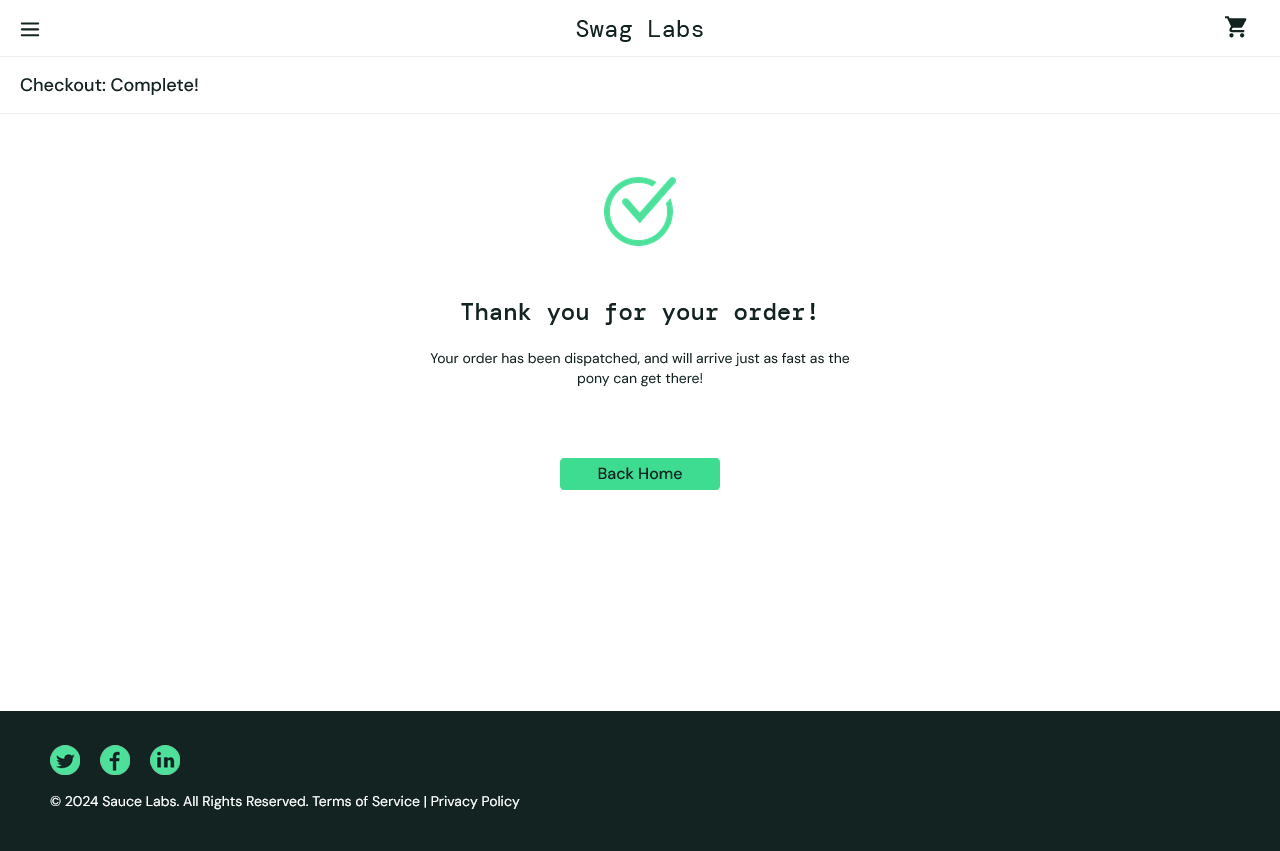 Swag Labs
Checkout: Complete!
Thank you for your order!
Your order has been dispatched, and will arrive just as fast as the
pony can get there!
Back Home
© 2024 Sauce Labs. All Rights Reserved. Terms of Service | Privacy Policy